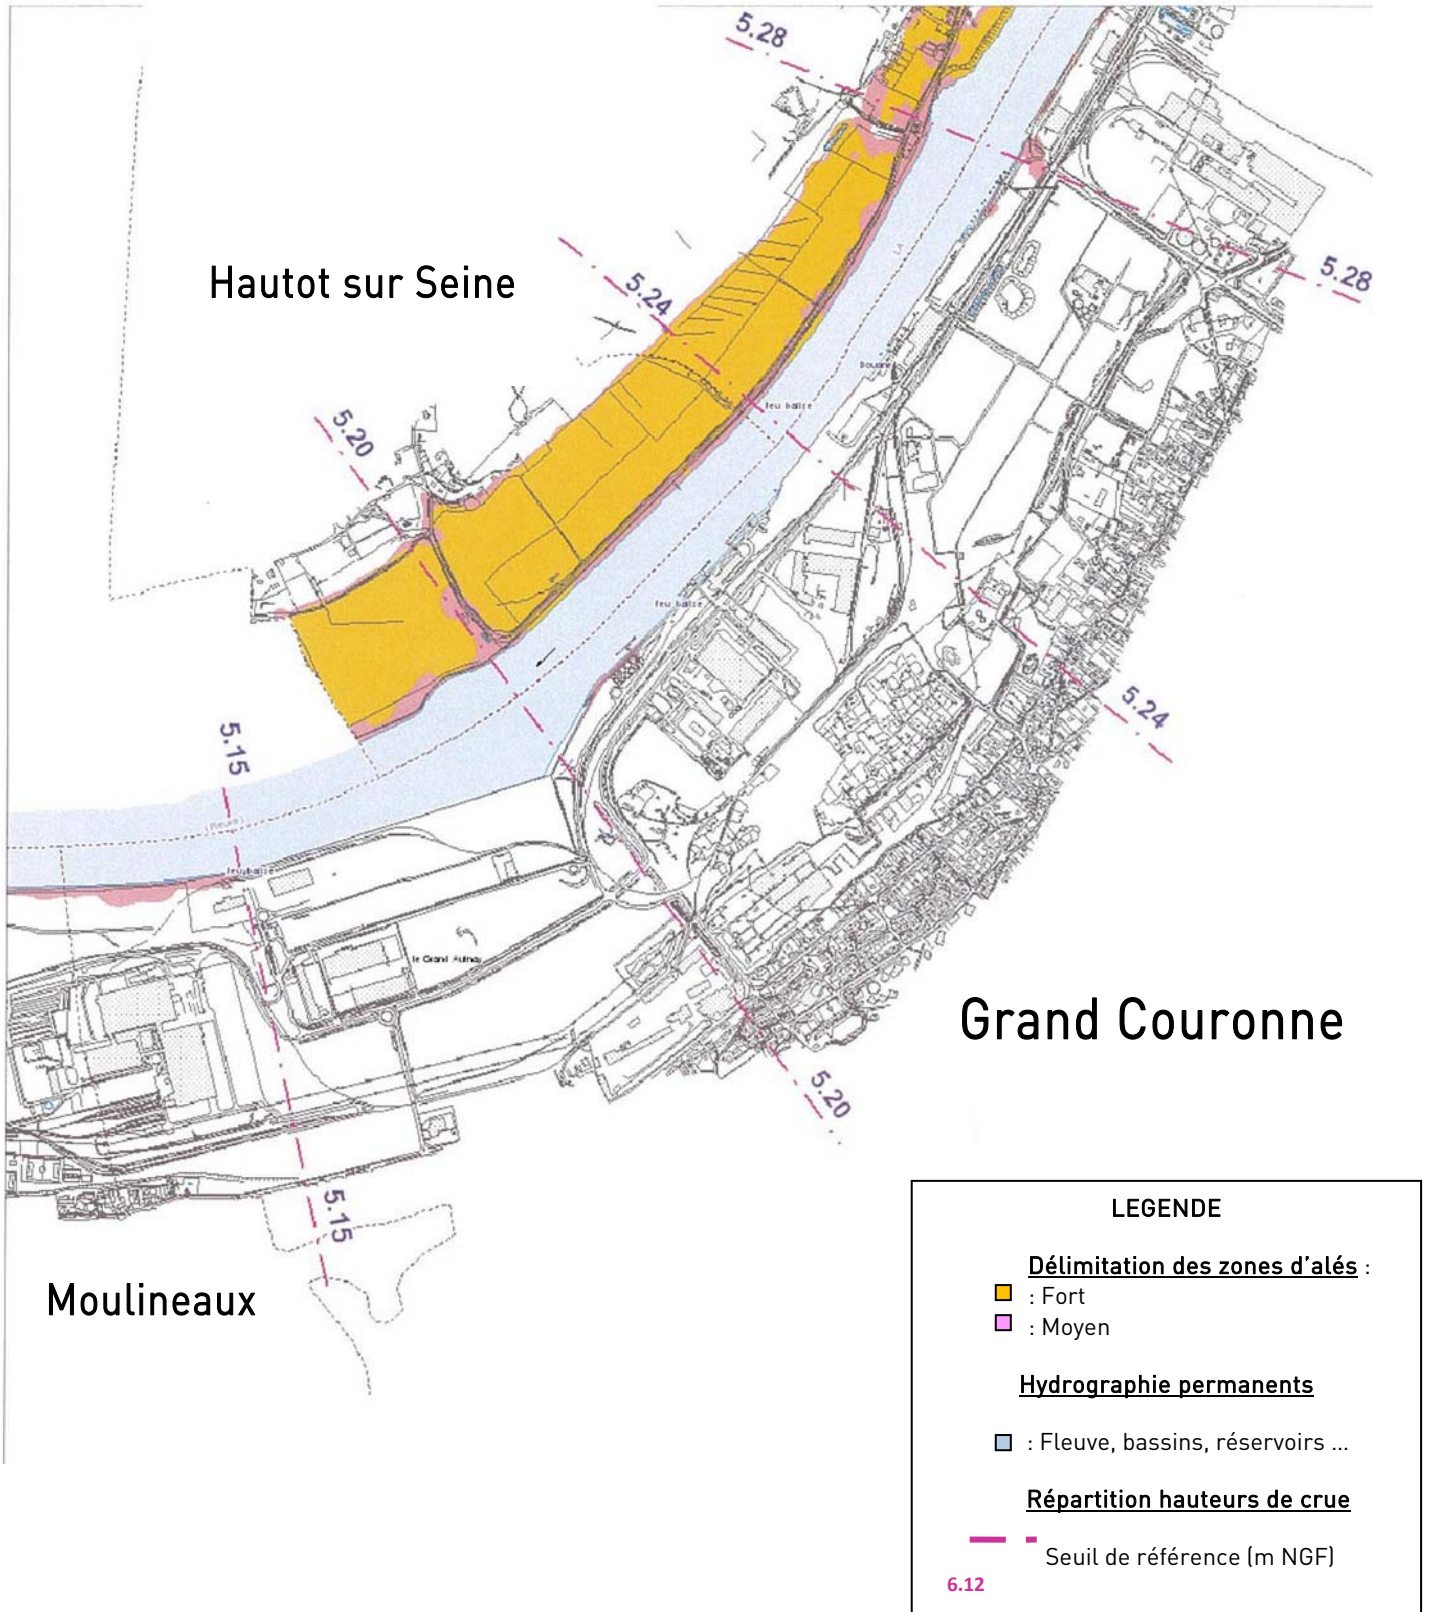 5.28
5.28
Hautot sur Seine
5.24
Douane
feu balise
5.20
feu balise
5.24
5.15
feu balise
le Grand Aulnay
Grand Couronne
5.20
5.15
Moulineaux
LEGENDE
Délimitation des zones d’alés :
: Fort
: Moyen
Hydrographie permanents
: Fleuve, bassins, réservoirs ...
Répartition hauteurs de crue
Seuil de référence (m NGF)
6.12